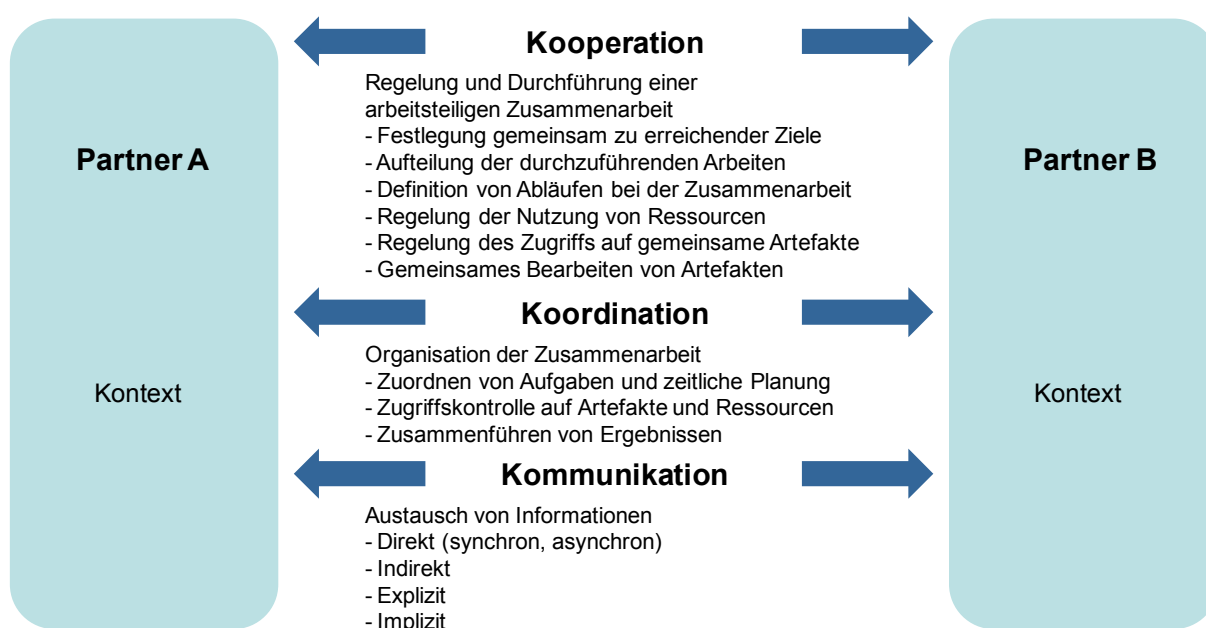 Kooperation
Regelung und Durchführung einer
arbeitsteiligen Zusammenarbeit
- Festlegung gemeinsam zu erreichender Ziele
- Aufteilung der durchzuführenden Arbeiten
- Definition von Abläufen bei der Zusammenarbeit
- Regelung der Nutzung von Ressourcen
- Regelung des Zugriffs auf gemeinsame Artefakte
- Gemeinsames Bearbeiten von Artefakten
Partner A
Partner B
Koordination
Organisation der Zusammenarbeit
- Zuordnen von Aufgaben und zeitliche Planung
- Zugriffskontrolle auf Artefakte und Ressourcen
- Zusammenführen von Ergebnissen
Kontext
Kontext
Kommunikation
Austausch von Informationen
- Direkt (synchron, asynchron)
- Indirekt
- Explizit
- Implizit